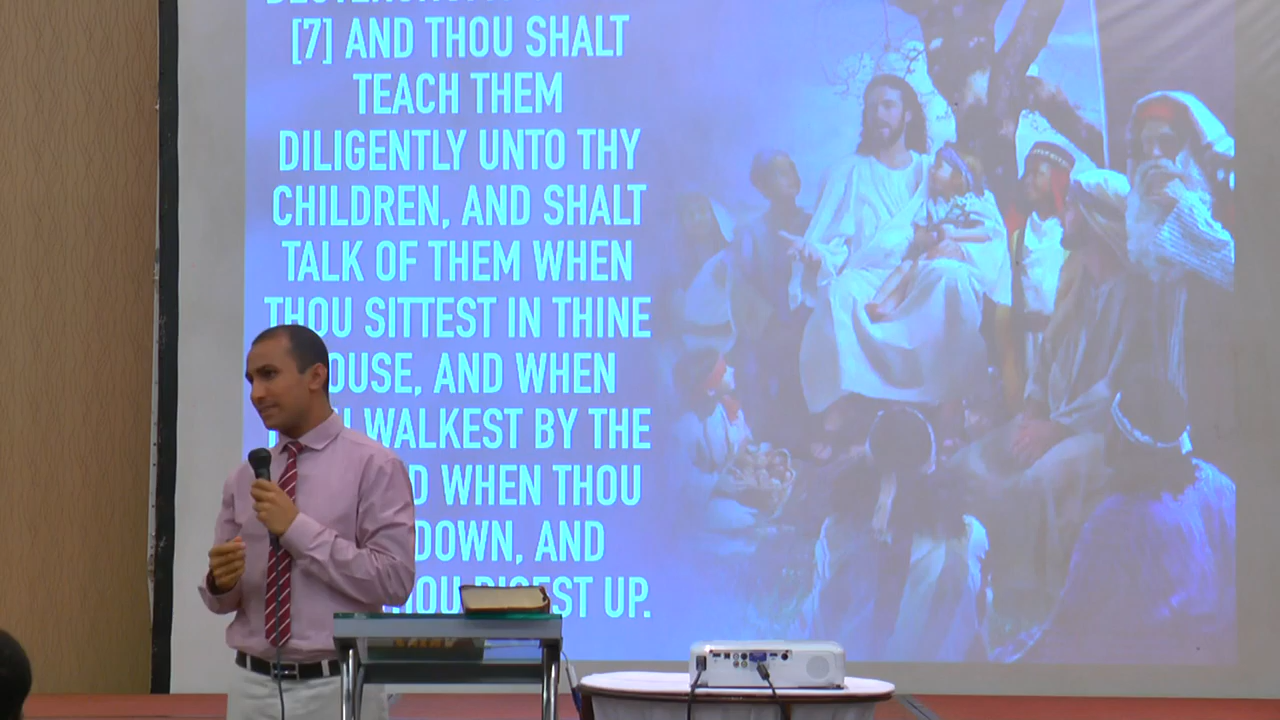 [7] AND THOU SHALT
TEACH THEM
DILIGENTLY UNTO THY
CHILDREN, AND SHALT
TALK OF THEM WHEN
THOU SITTEST IN THINE
OUSE, AND WHEN
WALKEST BY THE
D WHEN THOU
DOWN, AND
UP.